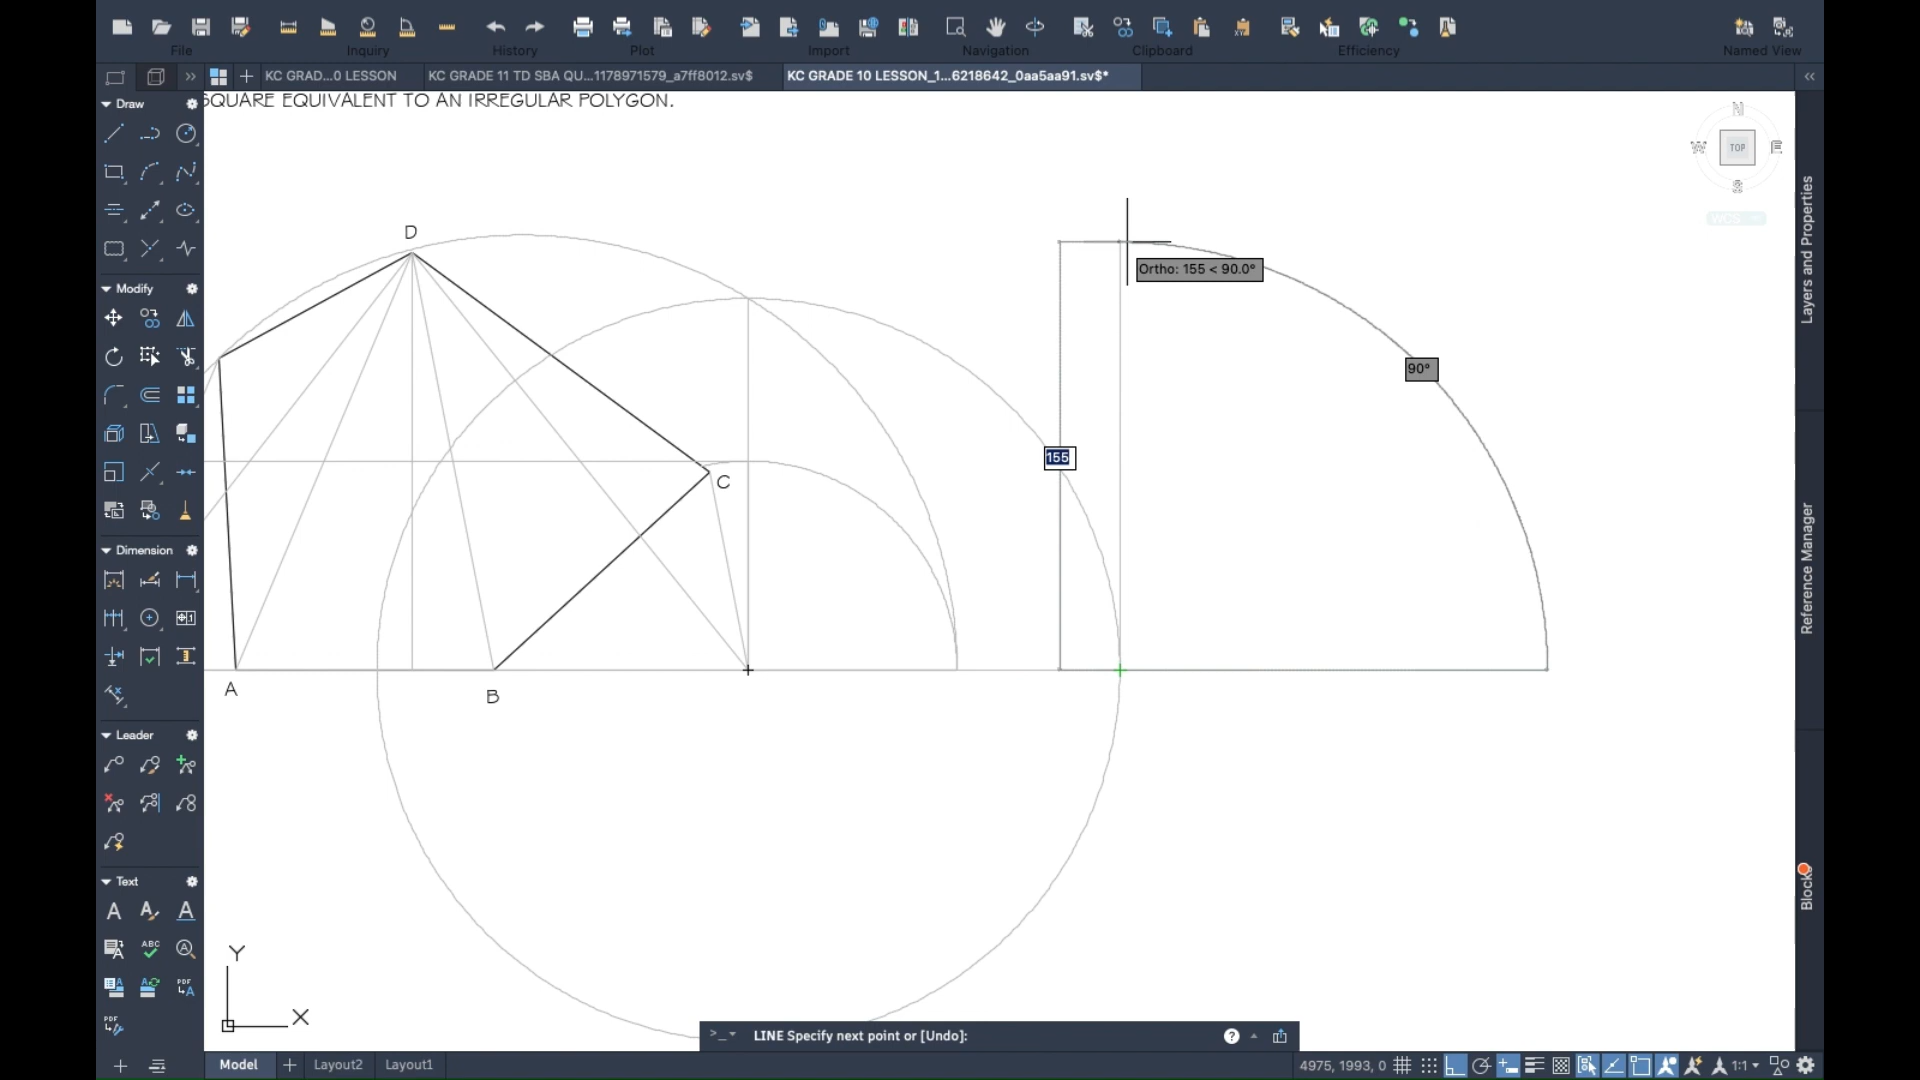 File
Inquiry
History
Plot
Import
Navigation
Clipboard
Efficiency
Named View
KC GRAD...0 LESSON
KC GRADE 11 TD SBA QU...1178971579_a7ff8012.sv$
KC GRADE 10 LESSON_1...6218642_0aa5aa91.sv$*
SQUARE EQUIVALENT TO AN IRREGULAR POLYGON.
Draw
Modify
Dimension
Leader
Text
D
C
A
B
Ortho: 155 < 90.0°
90°
155
N
W
TOP
E
S
WCS
Layers and Properties
Reference Manager
Blocks
Y
X
>_ LINE Specify next point or [Undo]:
Model
Layout2
Layout1
4975, 1993, 0
1:1